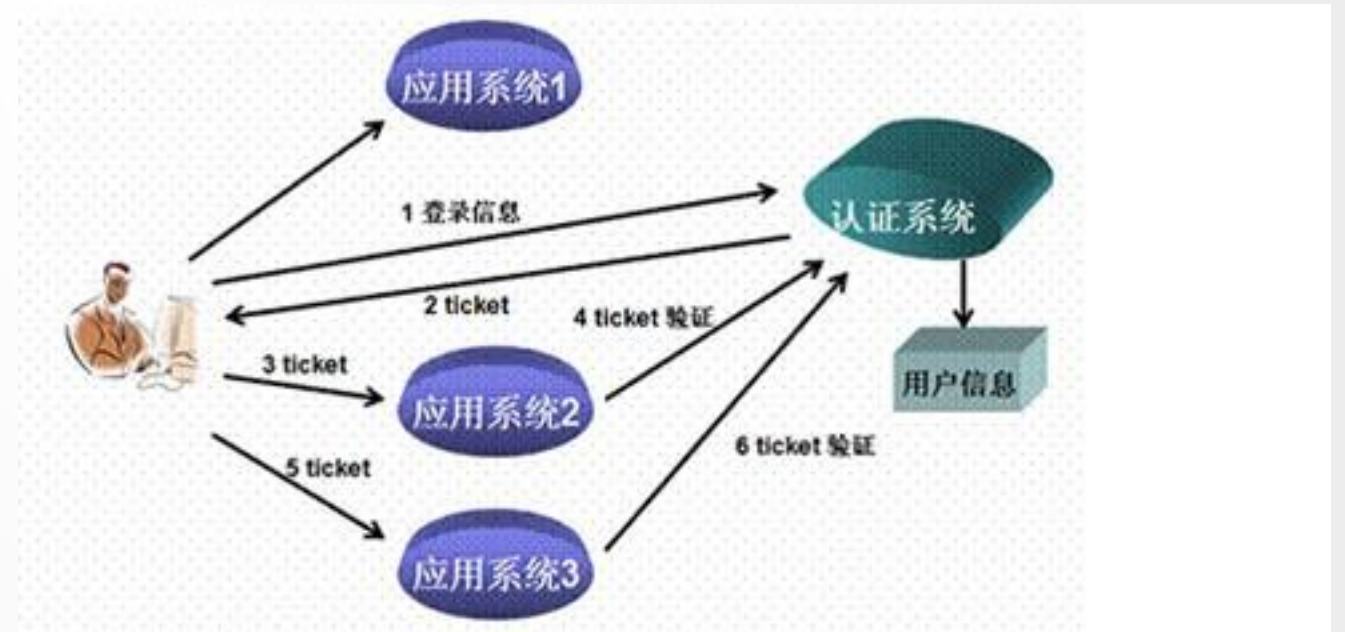 应用系统1
1 登录信息
认证系统
2 ticket
4 ticket 验证
3 ticket
应用系统2
用户信息
6 ticket 验证
5 ticket
应用系统3